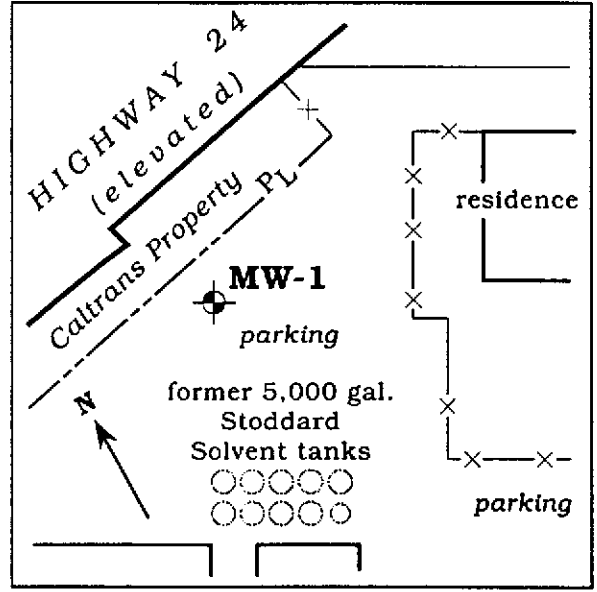 HIGHWAY 24
(elevated)
Caltrans Property
PL
residence
MW-1
parking
former 5,000 gal.
Stoddard
Solvent tanks
N
parking